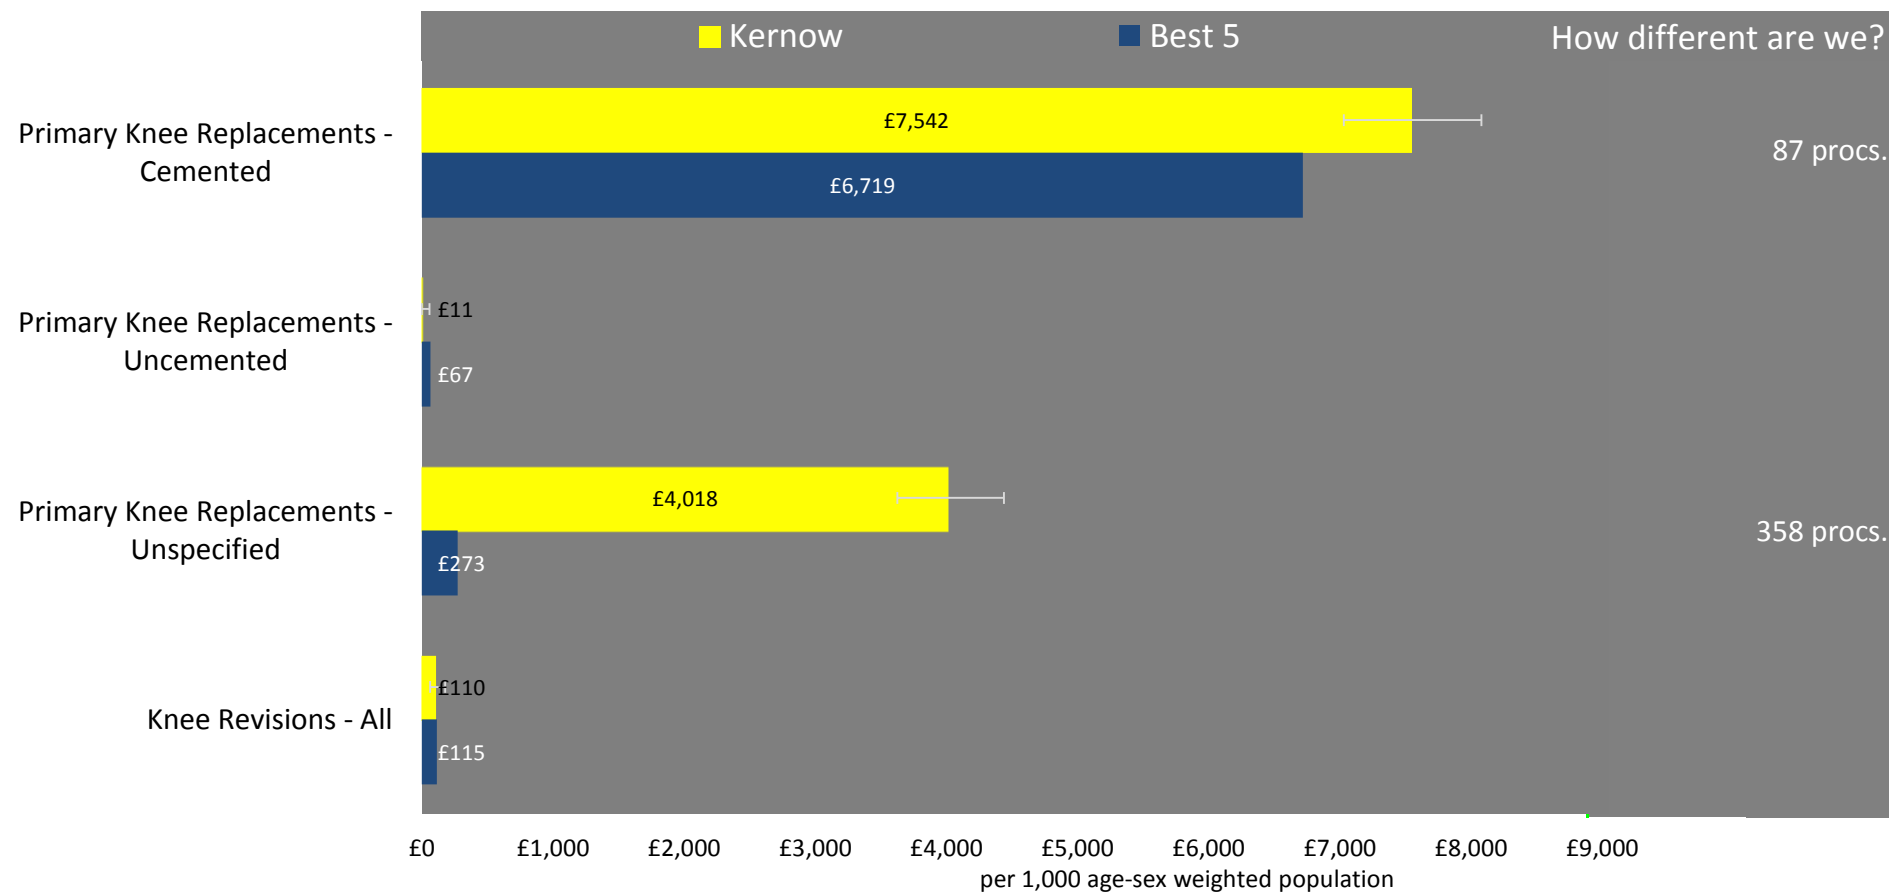 Kernow
Best 5
How different are we?
Primary Knee Replacements -
Cemented
£7,542
£6,719
87 procs.
Primary Knee Replacements -
Uncemented
£11
£67
Primary Knee Replacements -
Unspecified
£4,018
£273
358 procs.
Knee Revisions - All
£110
£115
£0 £1,000 £2,000 £3,000 £4,000 £5,000 £6,000 £7,000 £8,000 £9,000
per 1,000 age-sex weighted population